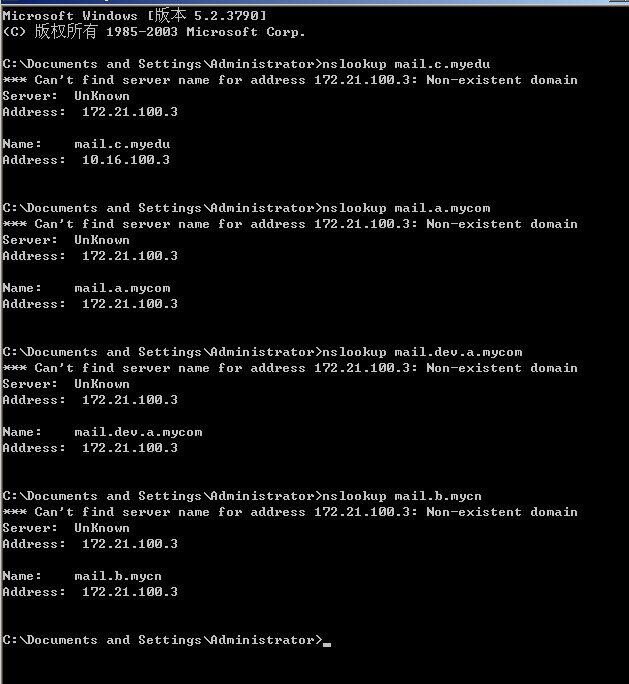 Microsoft Windows [版本 5.2.3790]
(C) 版权所有 1985-2003 Microsoft Corp.
C:\Documents and Settings\Administrator>nslookup mail.c.myedu
*** Can't find server name for address 172.21.100.3: Non-existent domain
Server:  UnKnown
Address:  172.21.100.3
Name:    mail.c.myedu
Address:  10.16.100.3
C:\Documents and Settings\Administrator>nslookup mail.a.mycom
*** Can't find server name for address 172.21.100.3: Non-existent domain
Server:  UnKnown
Address:  172.21.100.3
Name:    mail.a.mycom
Address:  172.21.100.3
C:\Documents and Settings\Administrator>nslookup mail.dev.a.mycom
*** Can't find server name for address 172.21.100.3: Non-existent domain
Server:  UnKnown
Address:  172.21.100.3
Name:    mail.dev.a.mycom
Address:  172.21.100.3
C:\Documents and Settings\Administrator>nslookup mail.b.mycn
*** Can't find server name for address 172.21.100.3: Non-existent domain
Server:  UnKnown
Address:  172.21.100.3
Name:    mail.b.mycn
Address:  172.21.100.3
C:\Documents and Settings\Administrator>